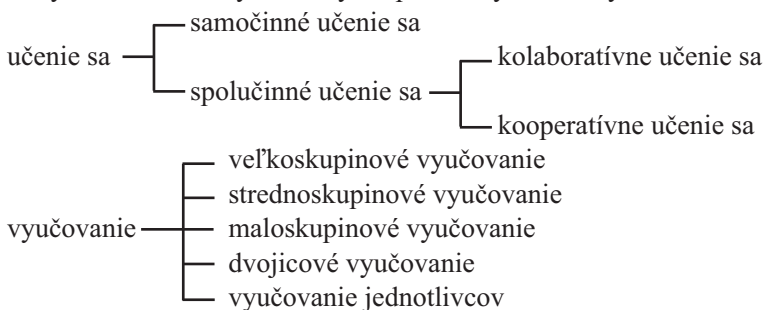 samočinné učenie sa
učenie sa
kolaboratívne učenie sa
spolučinné učenie sa
kooperatívne učenie sa
veľkoskupinové vyučovanie
strednoskupinové vyučovanie
vyučovanie
maloskupinové vyučovanie
dvojicové vyučovanie
vyučovanie jednotlivcov